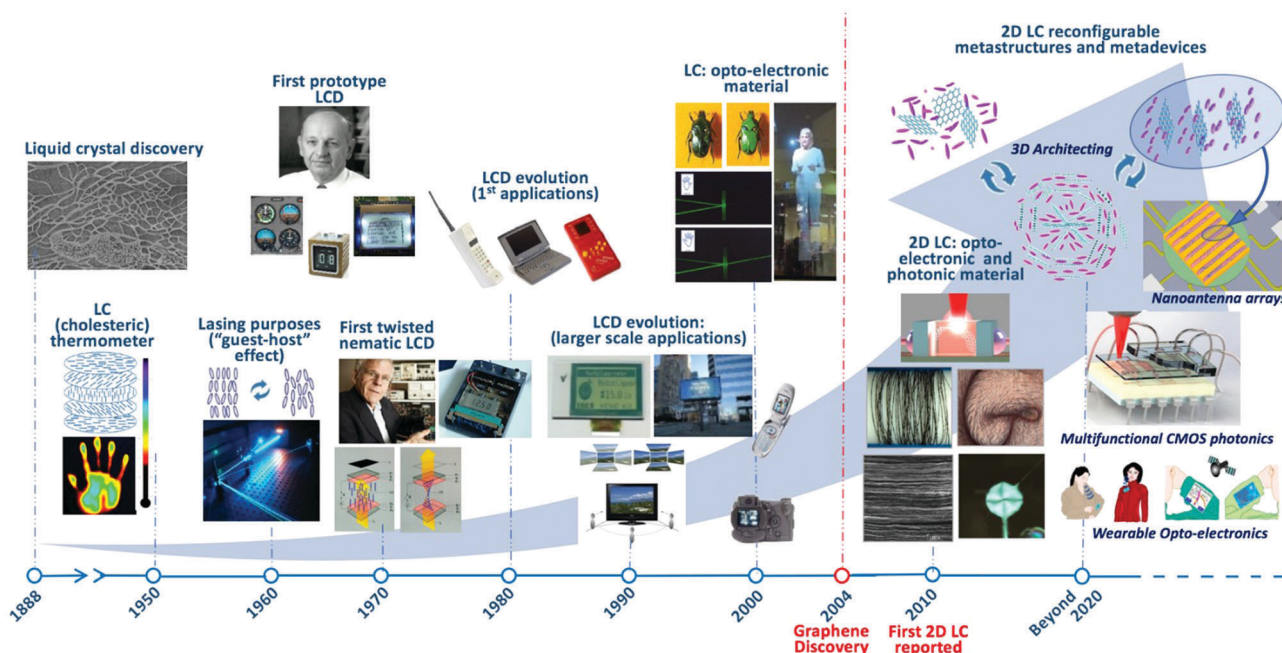 2D LC reconfigurable
metastructures and metadevices
First prototype
LCD
LC: opto-electronic
material
Liquid crystal discovery
3D Architecting
LCD evolution
(1st applications)
2D LC: opto-
electronic and
photonic material
Nanoantenna arrays
LC
(cholesteric)
thermometer
Lasing purposes
("guest-host"
effect)
First twisted
nematic LCD
LCD evolution:
(larger scale applications)
Multifunctional CMOS photonics
Wearable Opto-electronics
1888
1950
1960
1970
1980
1990
2000
2004
2010
Beyond
2020
Graphene
Discovery
First 2D LC
reported